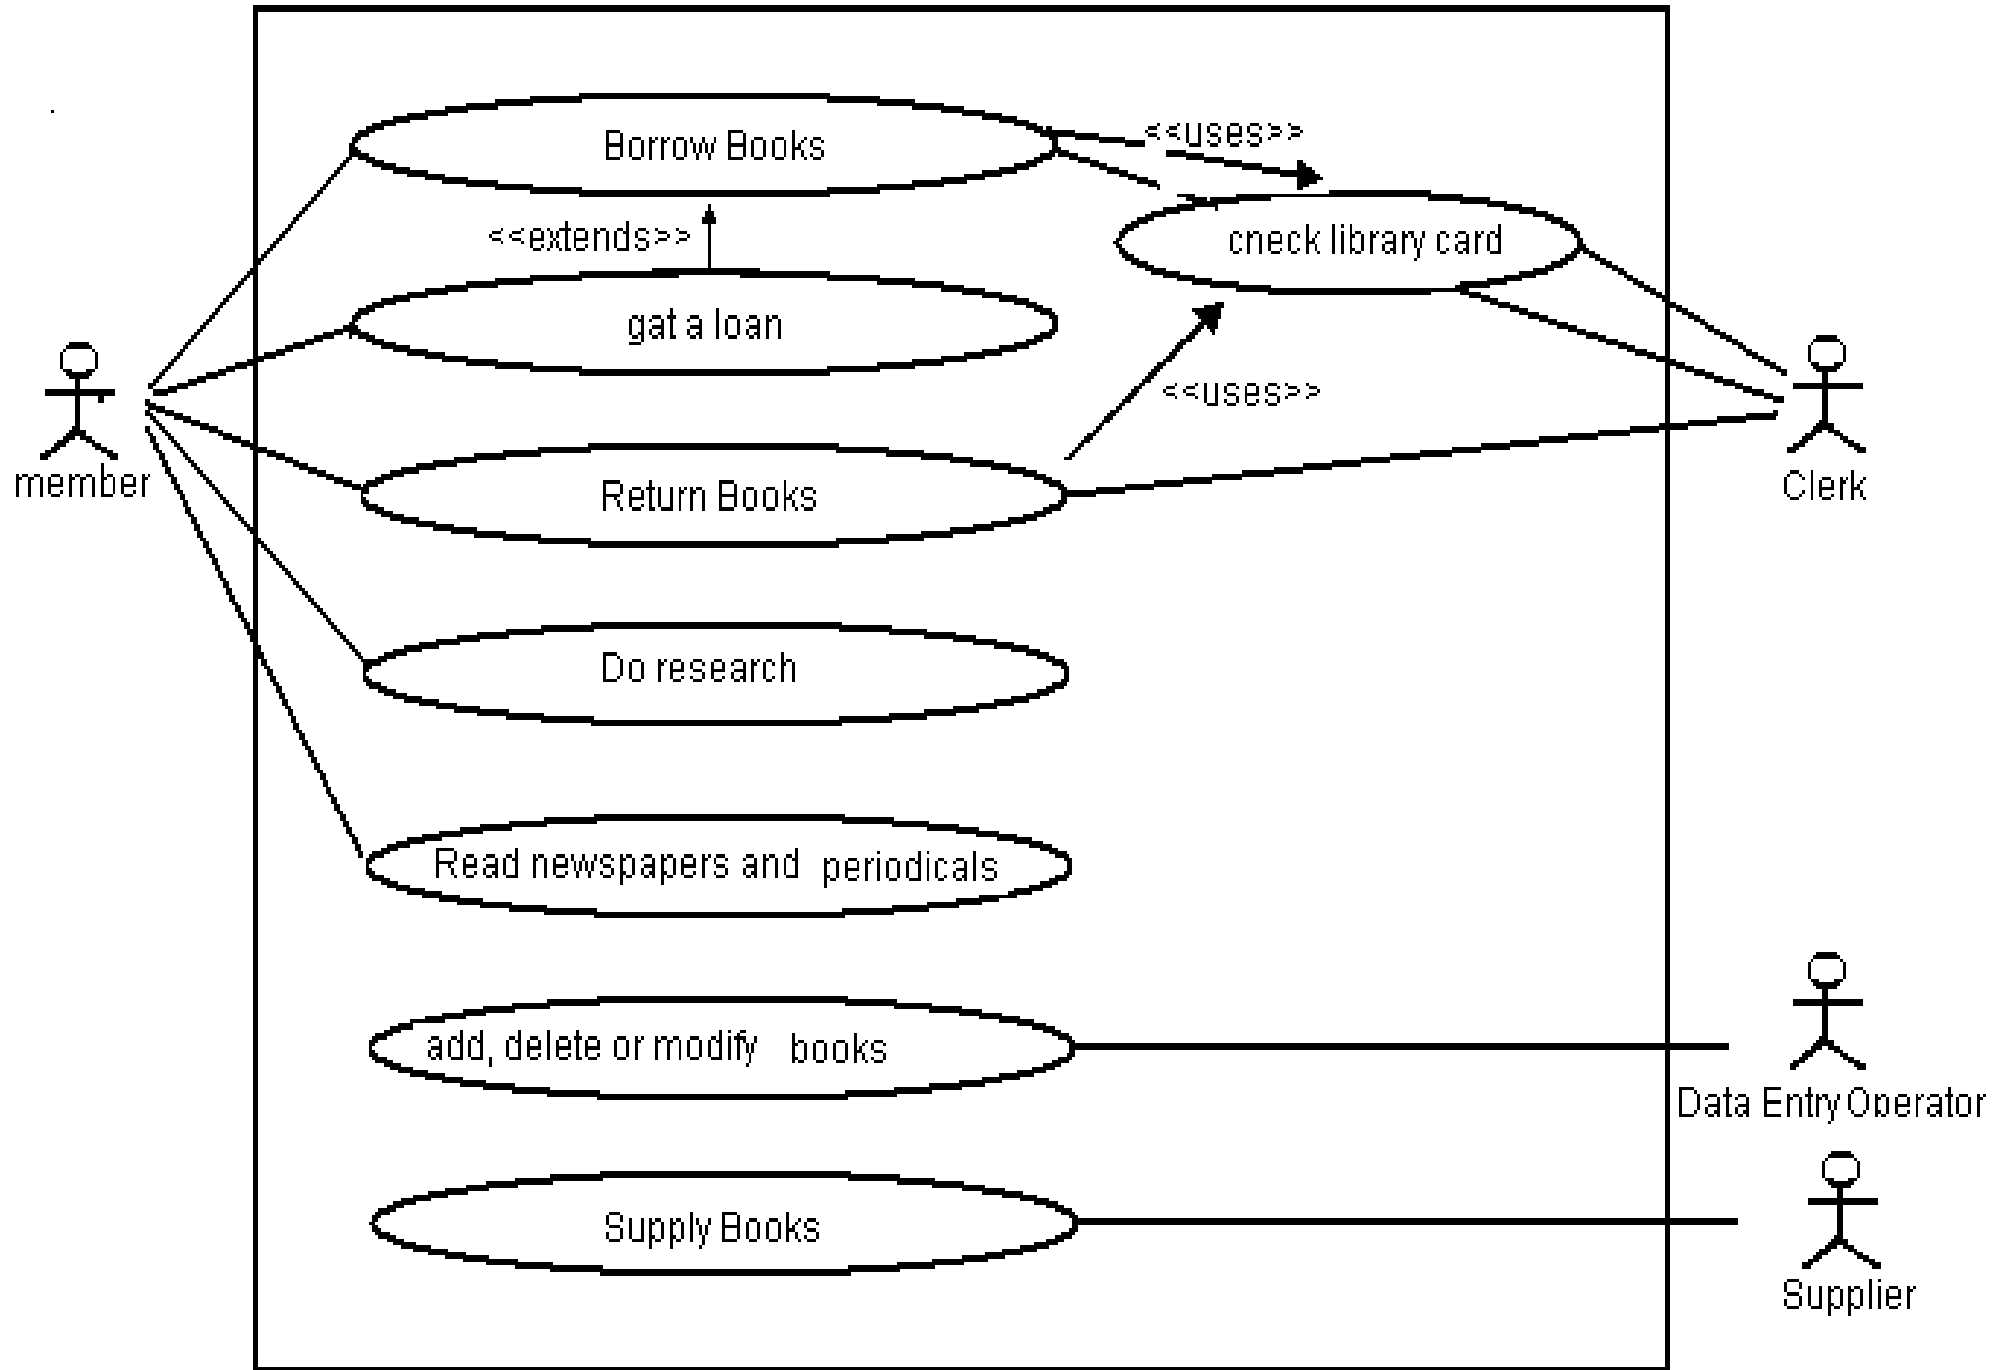 Borrow Books
<<uses>>
<<extends>>
cneck library card
gat a loan
<<uses>>
member
Return Books
Clerk
Do research
Read newspapers and periodicals
add, delete or modify books
Data Entry Operator
Supply Books
Supplier